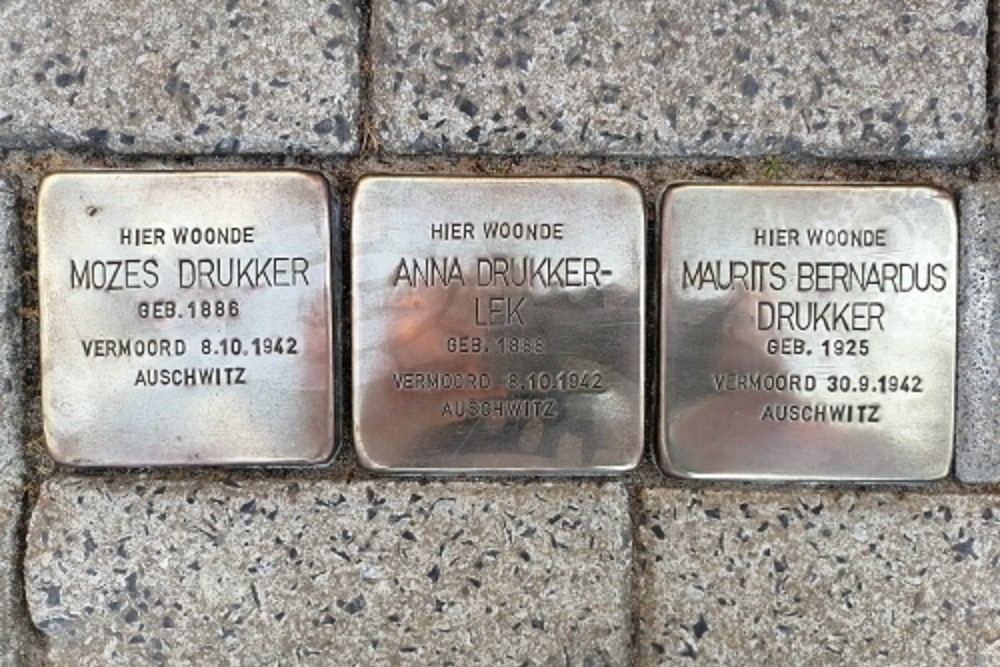 HIER WOONDE
MOZES DRUKKER
GEB. 1886
VERMOORD 8.10.1942
AUSCHWITZ
HIER WOONDE
ANNA DRUKKER-
LEK
GEB.
VERMOORD 8.10.1942
AUSCHWITZ
HIER WOONDE
MAURITS BERNARDUS
DRUKKER
GEB. 1925
VERMOORD 30.9.1942
AUSCHWITZ